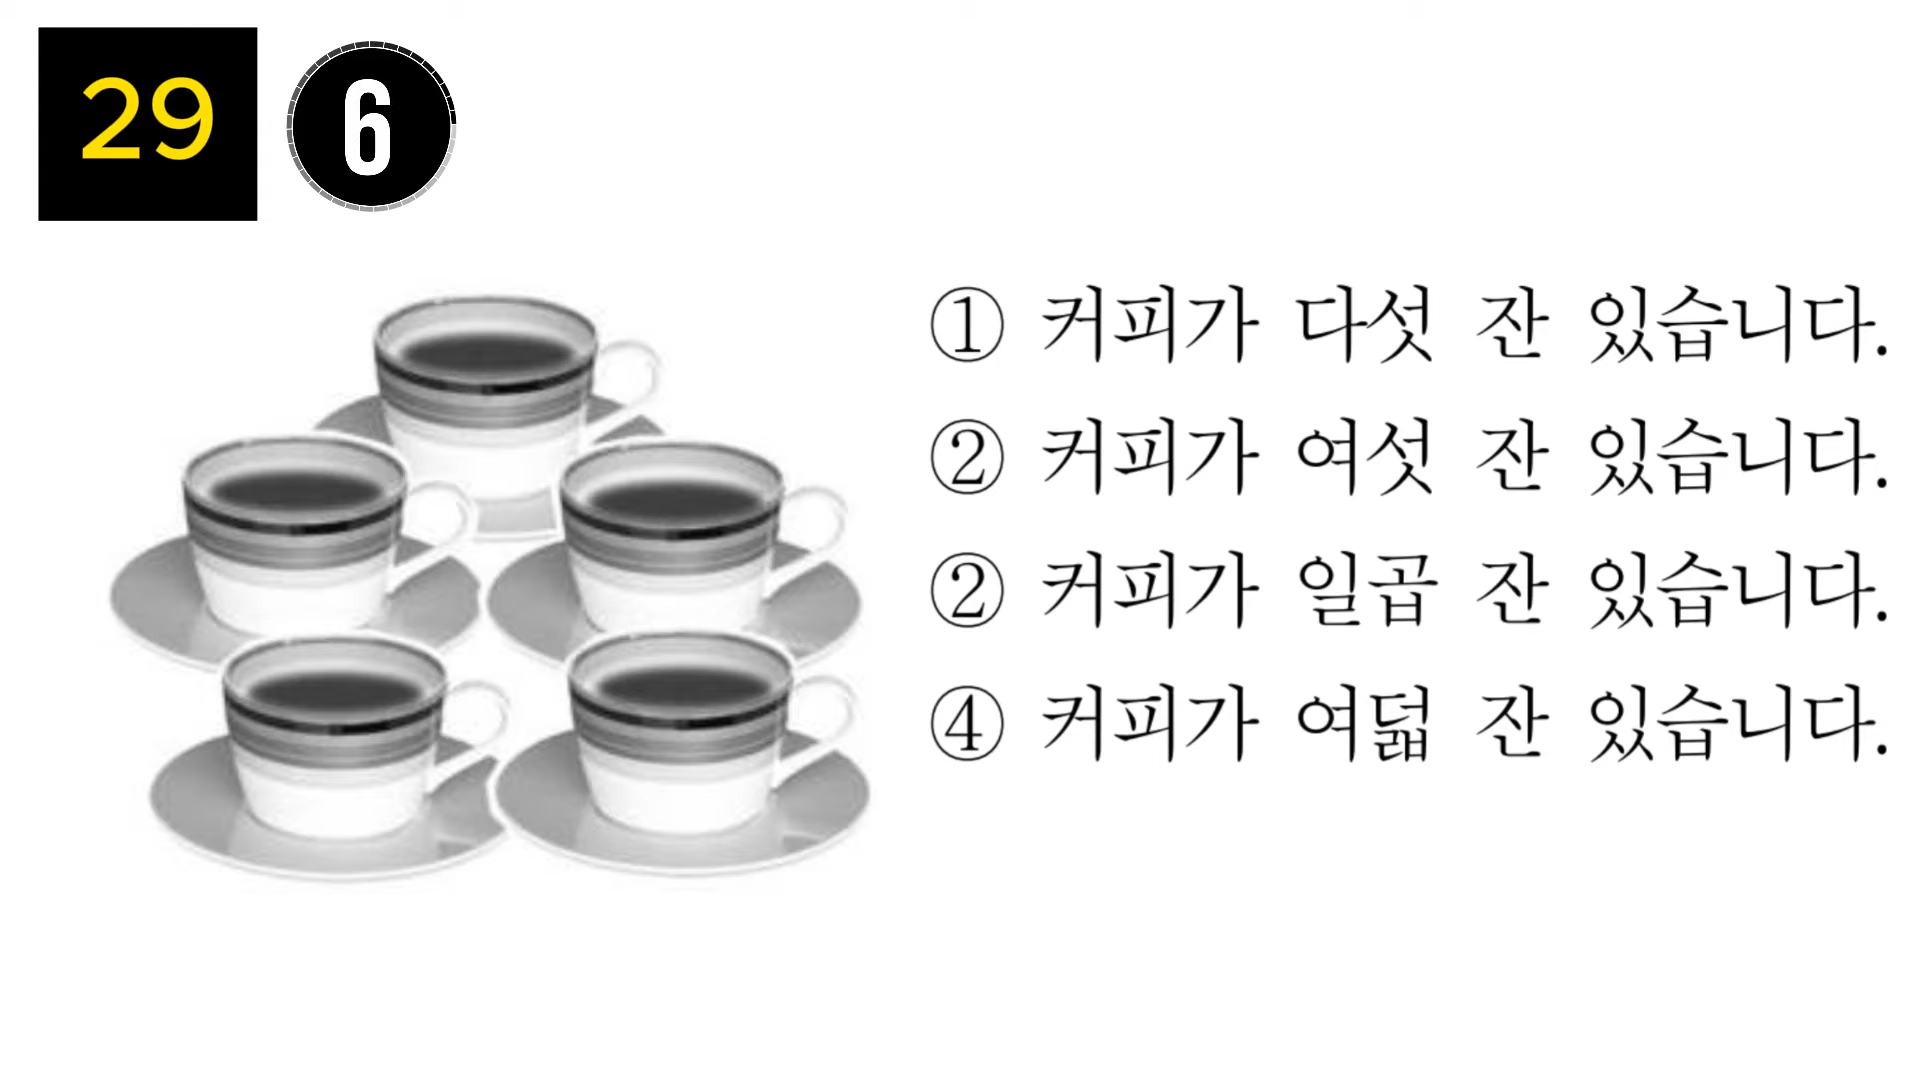 29
6
① 커피가 다섯 잔 있습니다.
② 커피가 여섯 잔 있습니다.
② 커피가 일곱 잔 있습니다.
④ 커피가 여덟 잔 있습니다.